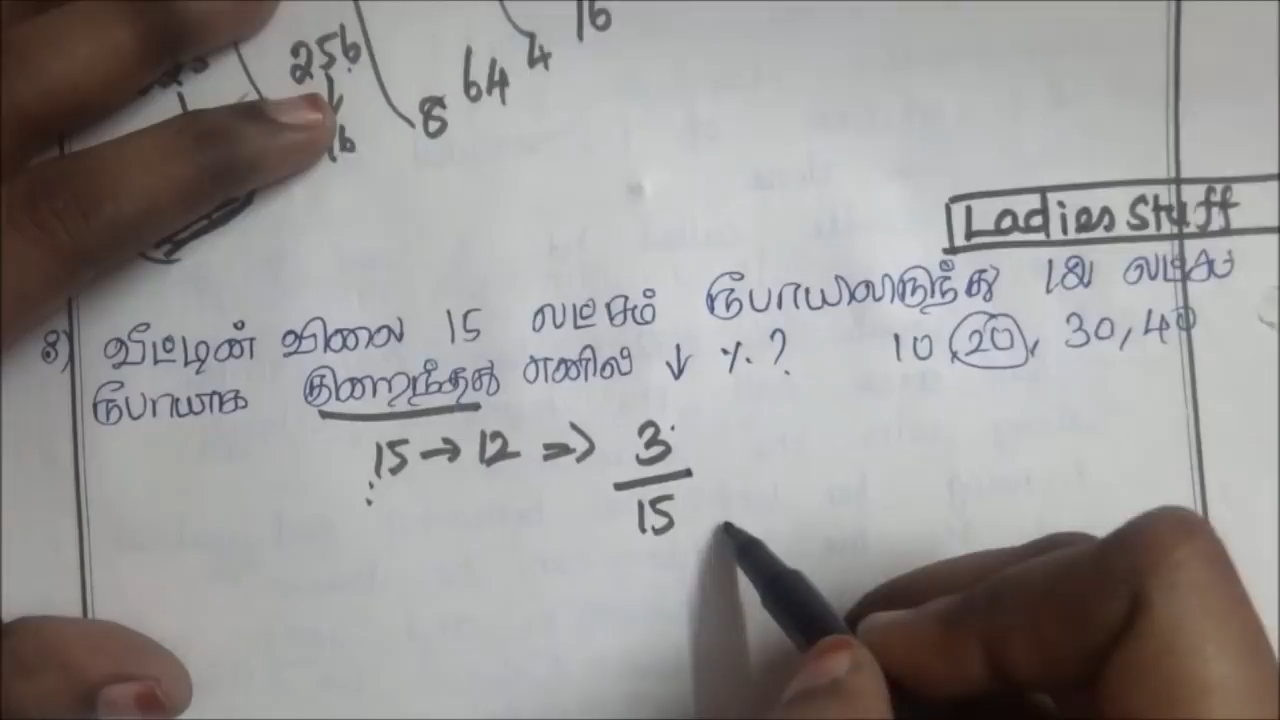 256 8 64 4 16
16
Ladies Stuff
8) வீட்டின் விலை 15 லட்சம் ரூபாயிலிருந்து 12 லட்ச
ரூபாயாக குறைந்தது எனில் ↓ %? 10, 20, 30, 40
15 → 12 => 3/15